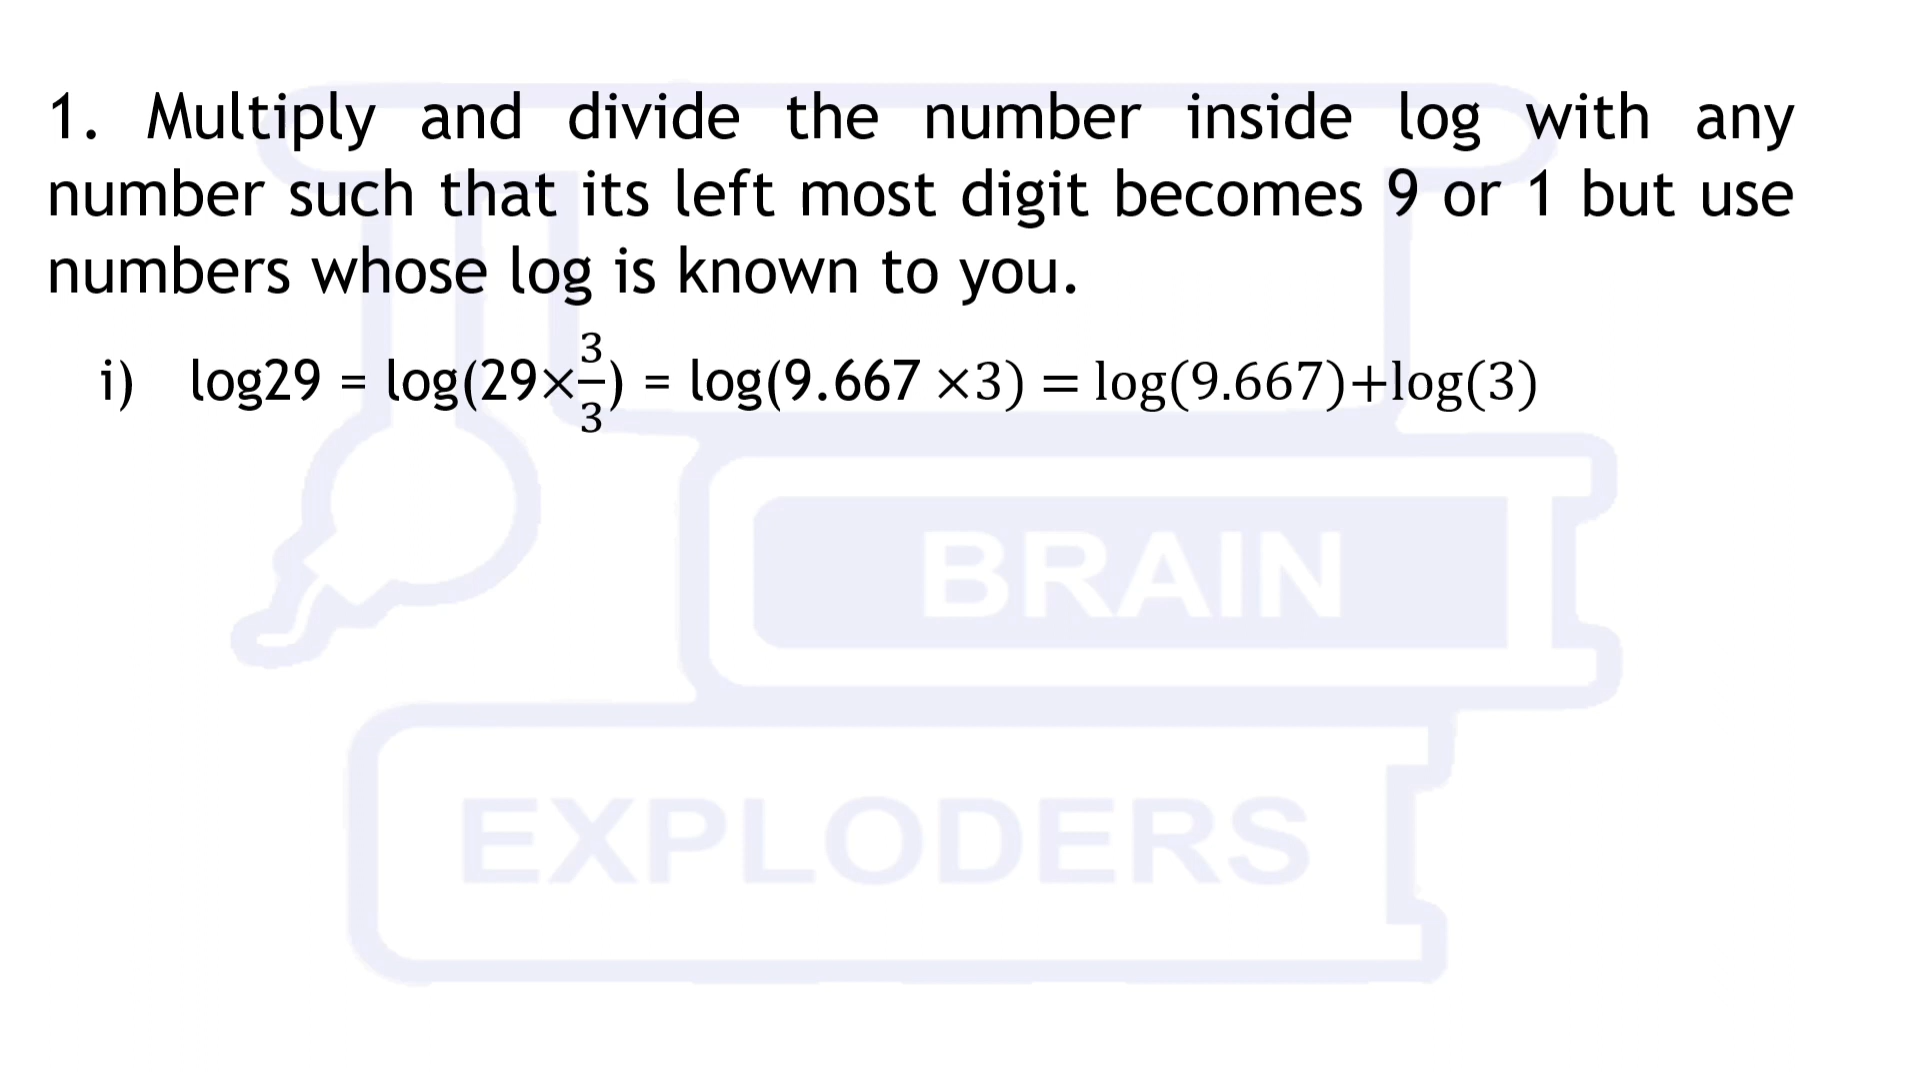 1. Multiply and divide the number inside log with any
number such that its left most digit becomes 9 or 1 but use
numbers whose log is known to you.
i) log29 = log(29×3/3) = log(9.667 ×3) = log(9.667)+log(3)
BRAIN
EXPLODERS